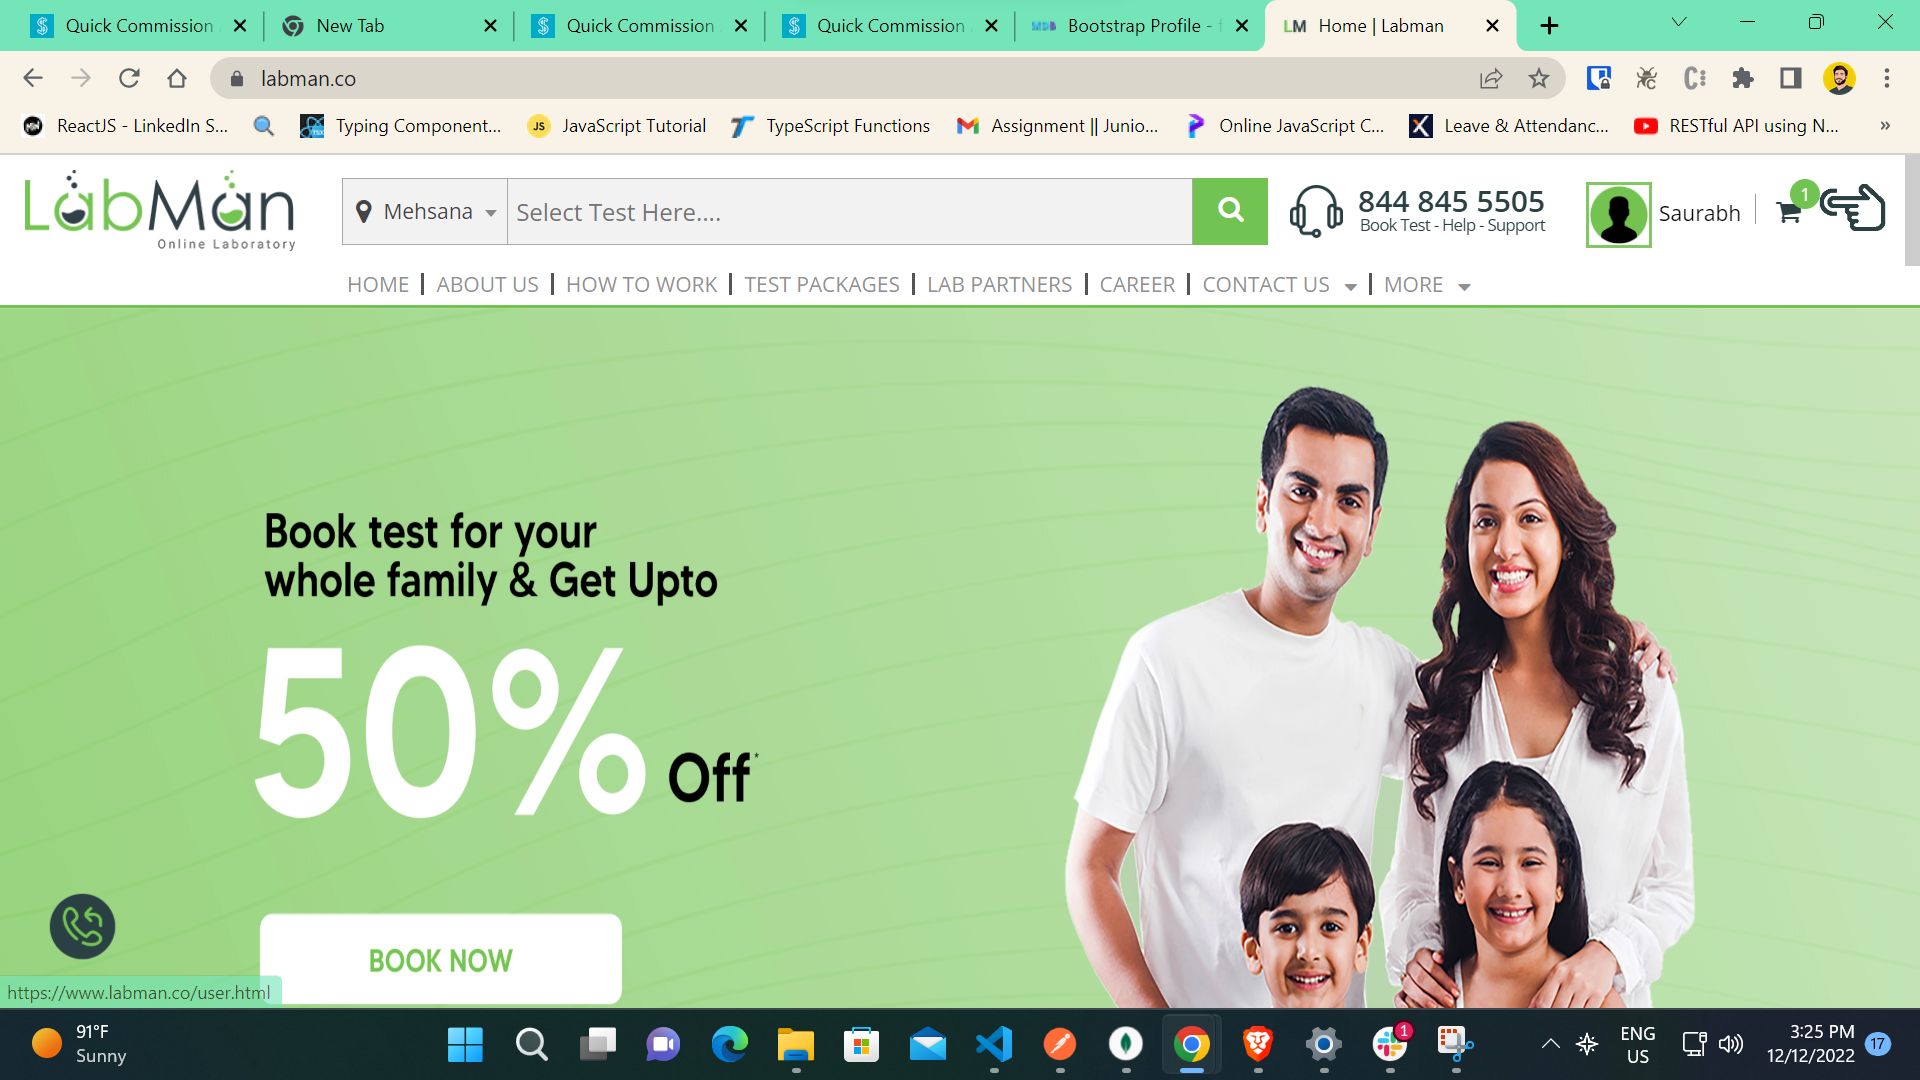 Quick Commission
New Tab
Quick Commission
Quick Commission
MDB Bootstrap Profile - f
LM Home | Labman
labman.co
ReactJS - LinkedIn S...
Typing Component...
JS JavaScript Tutorial
TypeScript Functions
Assignment || Junio...
Online JavaScript C...
Leave & Attendanc...
RESTful API using N...
»
LabMan
Online Laboratory
Mehsana
Select Test Here....
844 845 5505
Book Test - Help - Support
Saurabh
1
HOME
ABOUT US
HOW TO WORK
TEST PACKAGES
LAB PARTNERS
CAREER
CONTACT US
MORE
Book test for your
whole family & Get Upto
50% Off*
BOOK NOW
https://www.labman.co/user.html
91°F
Sunny
1
ENG
US
3:25 PM
12/12/2022
17